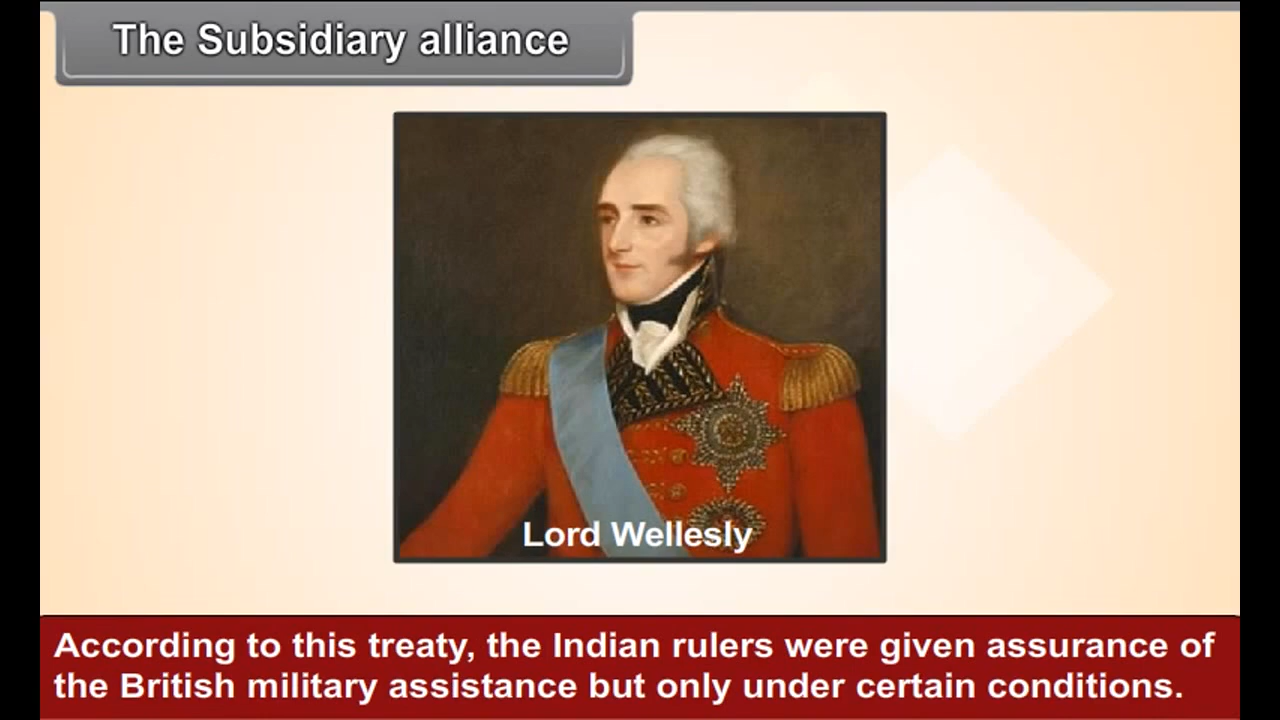 The Subsidiary alliance
Lord Wellesly
According to this treaty, the Indian rulers were given assurance of
the British military assistance but only under certain conditions.